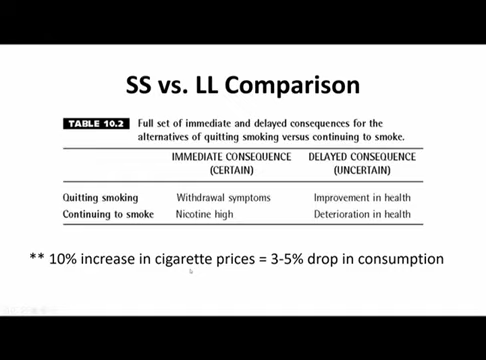 SS vs. LL Comparison
TABLE 10.2 Full set of immediate and delayed consequences for the
alternatives of quitting smoking versus continuing to smoke.
IMMEDIATE CONSEQUENCE DELAYED CONSEQUENCE
(CERTAIN) (UNCERTAIN)
Quitting smoking Withdrawal symptoms Improvement in health
Continuing to smoke Nicotine high Deterioration in health
** 10% increase in cigarette prices = 3-5% drop in consumption